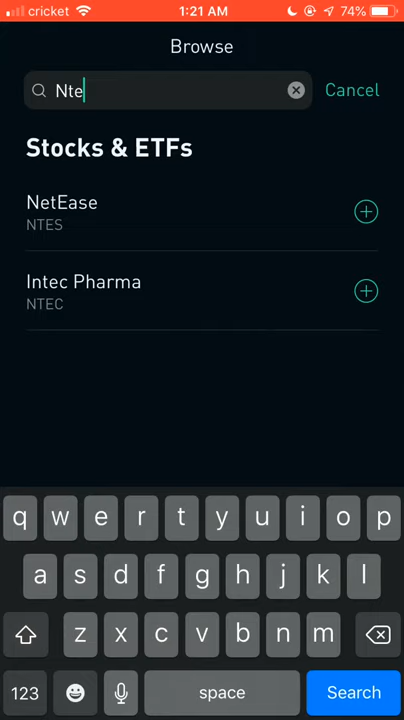 cricket 1:21 AM 74%
Browse
Nte Cancel
Stocks & ETFs
NetEase
NTES
Intec Pharma
NTEC
q w e r t y u i o p
a s d f g h j k l
z x c v b n m
123 space Search